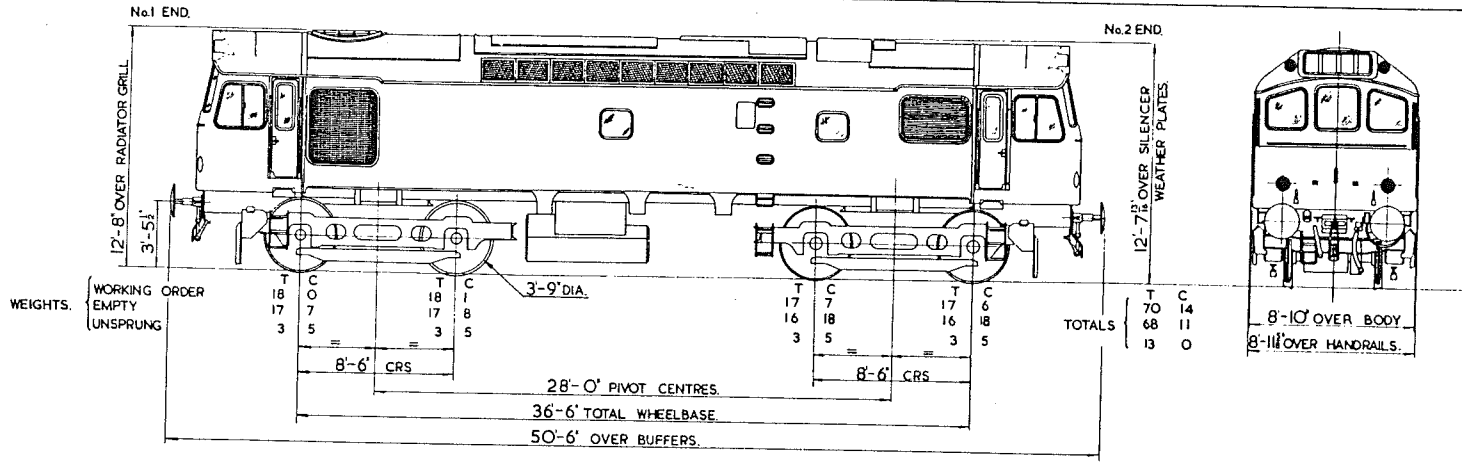 No.1 END.
No.2 END.
12'-8" OVER RADIATOR GRILL
3'-5½"
12'-7 13/16" OVER SILENCER
WEATHER PLATES.
3'-9" DIA.
WEIGHTS.
WORKING ORDER
EMPTY
UNSPRUNG
T C
18 0
17 7
3 5
T C
18 1
17 8
3 5
T C
17 7
16 18
3 5
T C
17 6
16 18
3 5
TOTALS
T C
70 14
68 11
13 0
= =
8'-6" CRS
= =
8'-6" CRS
28'-0" PIVOT CENTRES.
36'-6" TOTAL WHEELBASE.
50'-6" OVER BUFFERS.
8'-10" OVER BODY
OVER HANDRAILS.